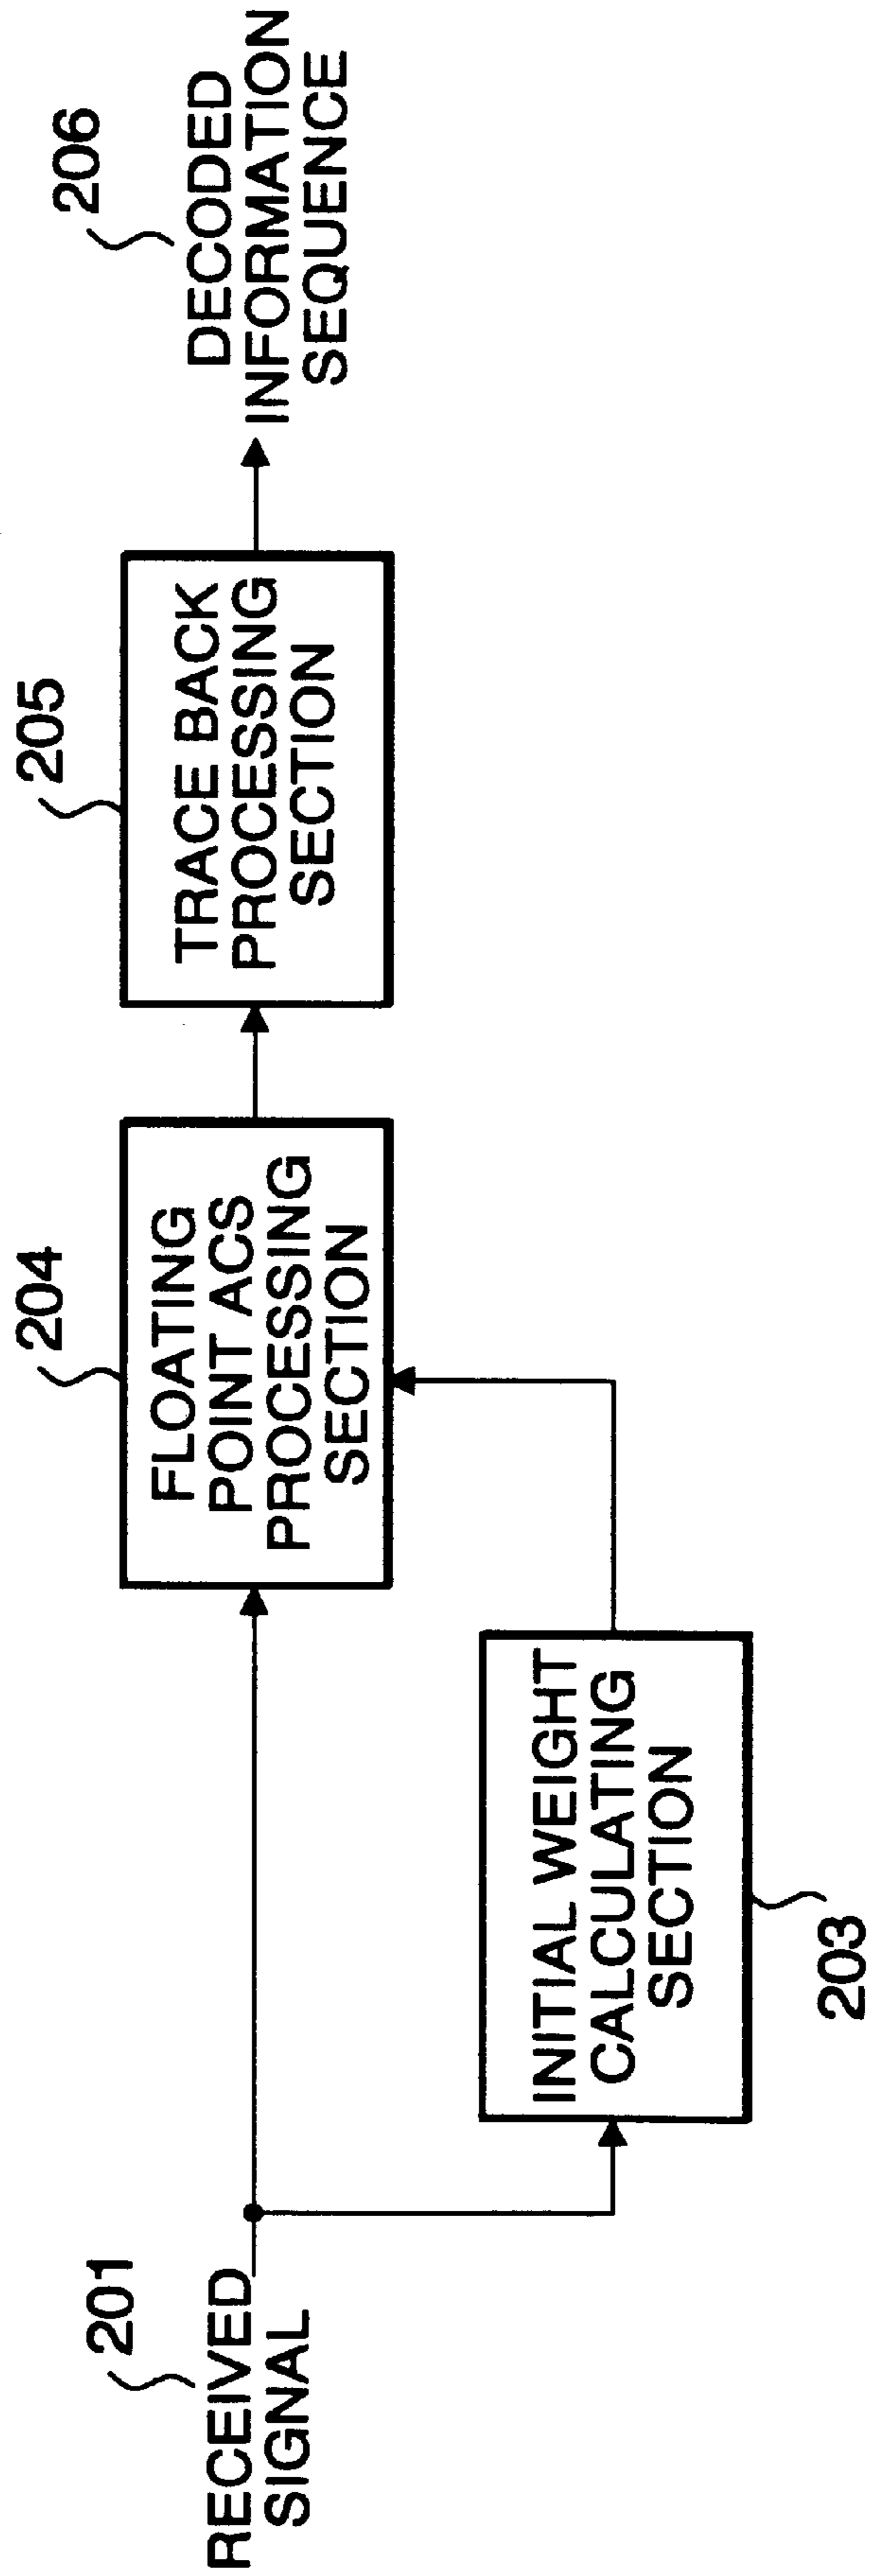 201
RECEIVED
SIGNAL
203
INITIAL WEIGHT
CALCULATING
SECTION
204
FLOATING
POINT ACS
PROCESSING
SECTION
205
TRACE BACK
PROCESSING
SECTION
206
DECODED
INFORMATION
SEQUENCE